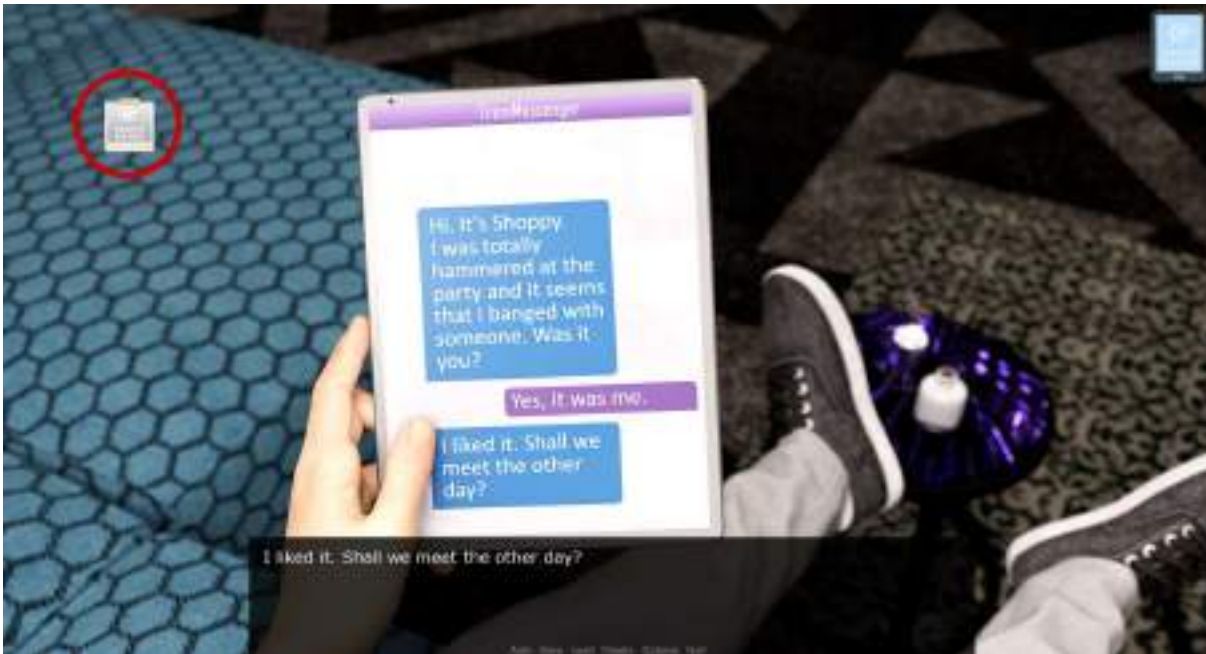 Hi. It's Shoppy.
I was totally
hammered at the
party and it seems
that I banged with
someone. Was it
you?
Yes, it was me.
I liked it. Shall we
meet the other
day?
I liked it. Shall we meet the other day?